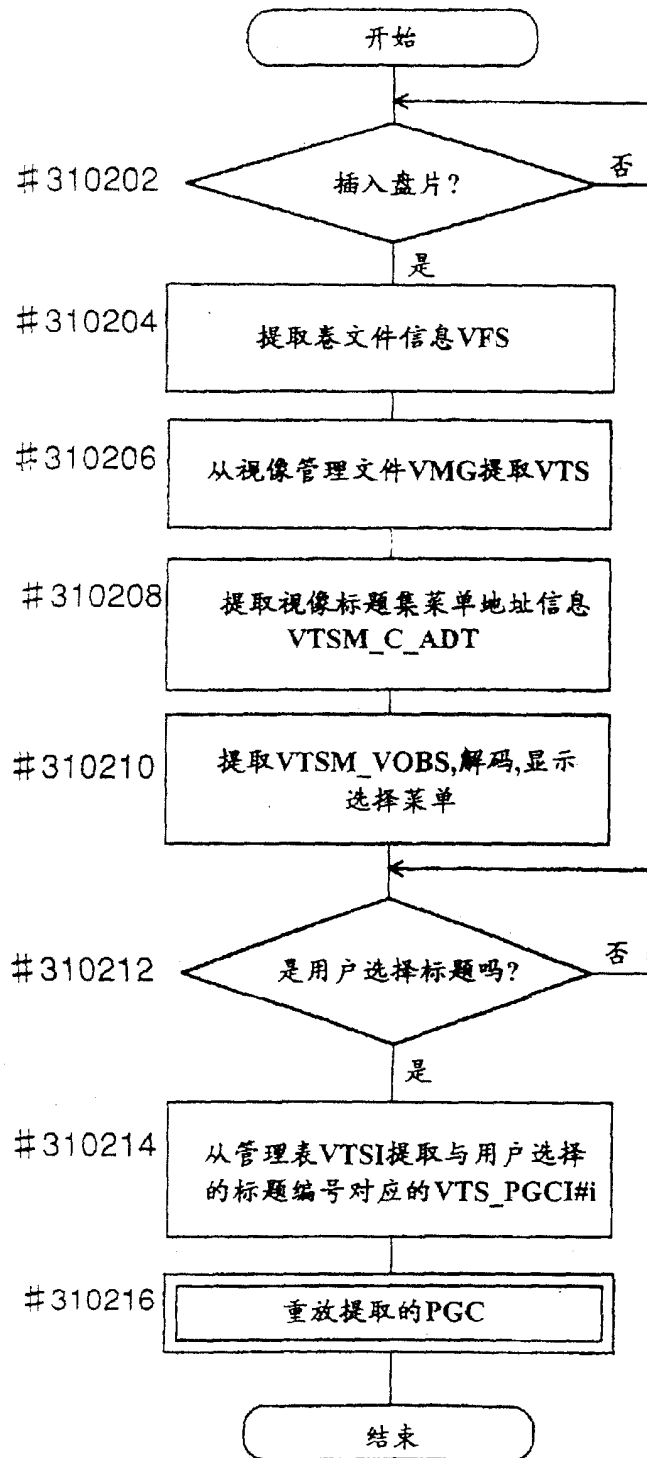 开始
#310202
插入盘片?
否
是
#310204
提取卷文件信息VFS
#310206
从视像管理文件VMG提取VTS
#310208
提取视像标题集菜单地址信息
VTSM_C_ADT
#310210
提取VTSM_VOBS,解码,显示
选择菜单
#310212
是用户选择标题吗?
否
是
#310214
从管理表VTSI提取与用户选择
的标题编号对应的VTS_PGCI#i
#310216
重放提取的PGC
结束